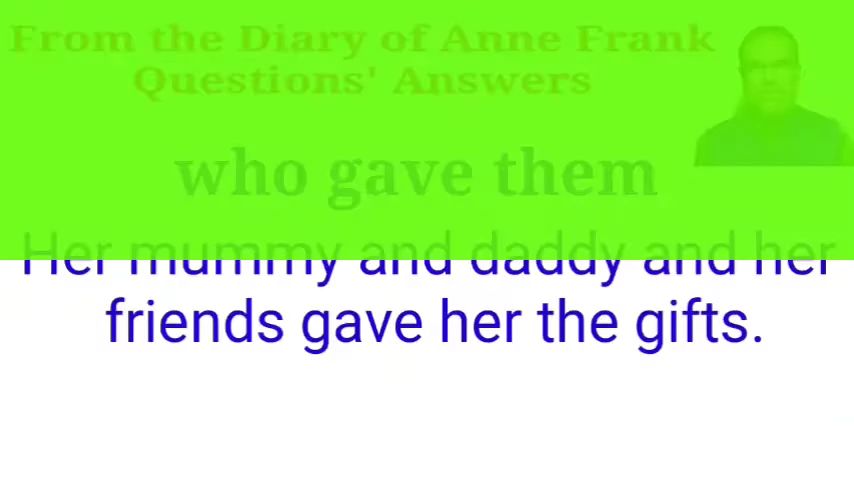 From the Diary of Anne Frank
Questions' Answers
who gave them
Her mummy and daddy and her
friends gave her the gifts.